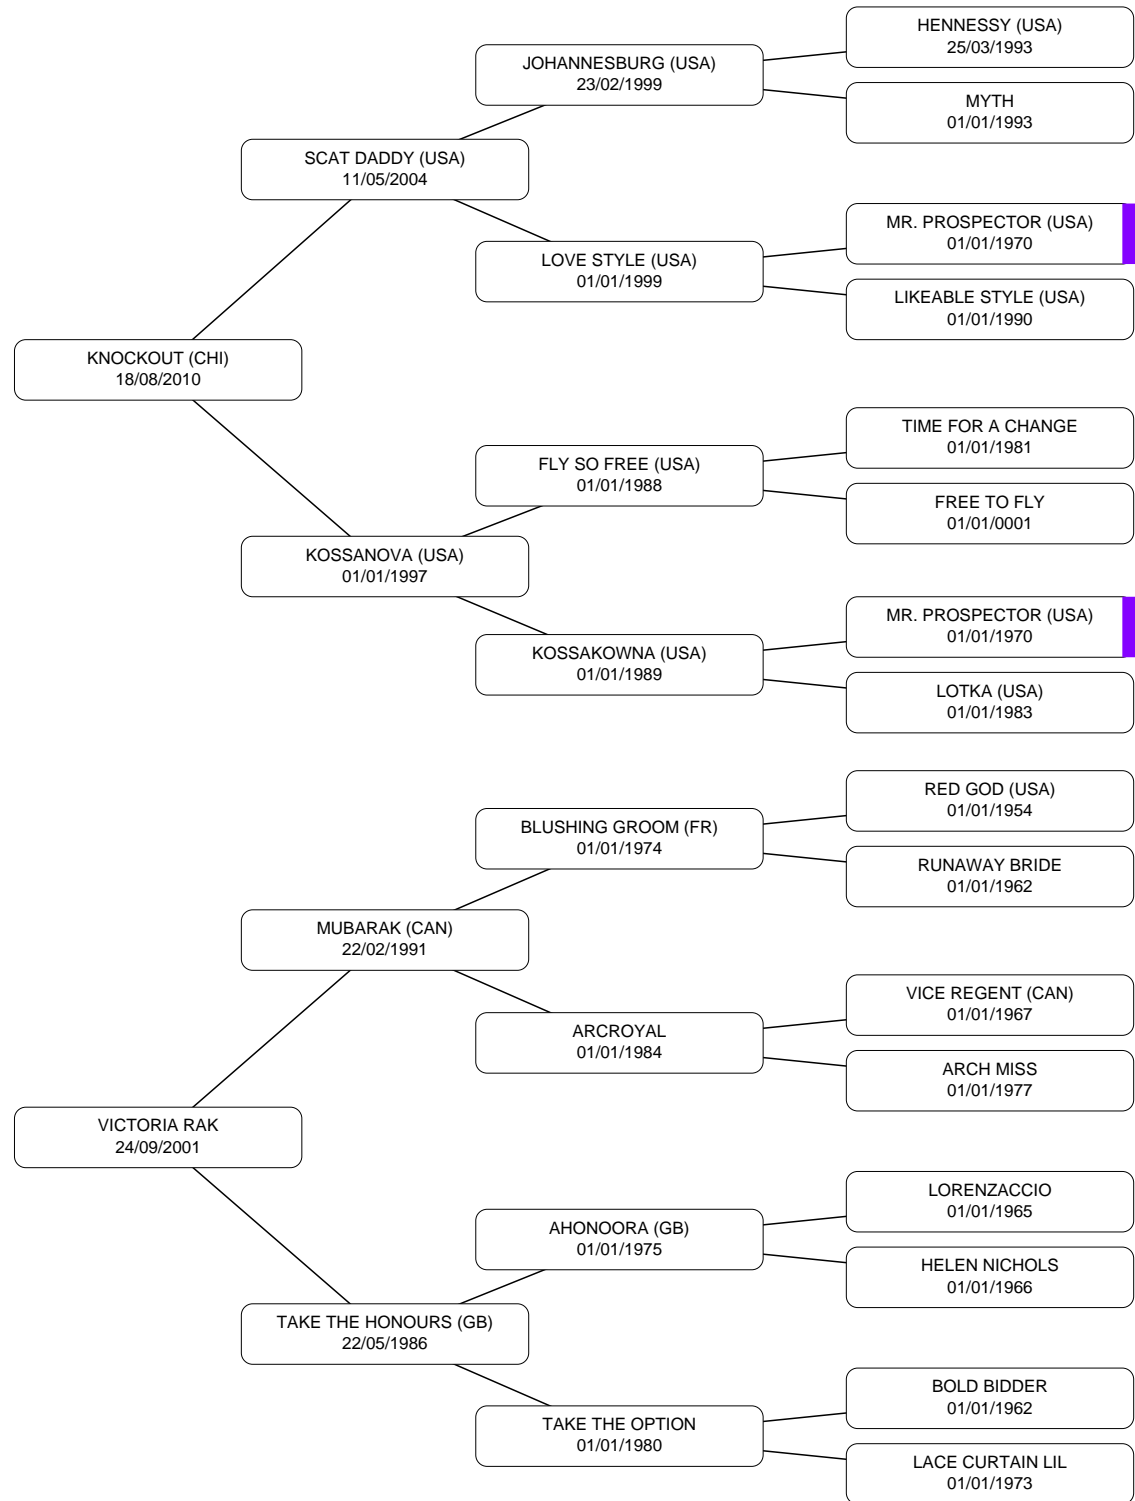 HENNESSY (USA)
25/03/1993
JOHANNESBURG (USA)
23/02/1999
MYTH
01/01/1993
SCAT DADDY (USA)
11/05/2004
MR. PROSPECTOR (USA)
01/01/1970
LOVE STYLE (USA)
01/01/1999
LIKEABLE STYLE (USA)
01/01/1990
KNOCKOUT (CHI)
18/08/2010
TIME FOR A CHANGE
01/01/1981
FLY SO FREE (USA)
01/01/1988
FREE TO FLY
01/01/0001
KOSSANOVA (USA)
01/01/1997
MR. PROSPECTOR (USA)
01/01/1970
KOSSAKOWNA (USA)
01/01/1989
LOTKA (USA)
01/01/1983
RED GOD (USA)
01/01/1954
BLUSHING GROOM (FR)
01/01/1974
RUNAWAY BRIDE
01/01/1962
MUBARAK (CAN)
22/02/1991
VICE REGENT (CAN)
01/01/1967
ARCROYAL
01/01/1984
ARCH MISS
01/01/1977
VICTORIA RAK
24/09/2001
LORENZACCIO
01/01/1965
AHONOORA (GB)
01/01/1975
HELEN NICHOLS
01/01/1966
TAKE THE HONOURS (GB)
22/05/1986
BOLD BIDDER
01/01/1962
TAKE THE OPTION
01/01/1980
LACE CURTAIN LIL
01/01/1973